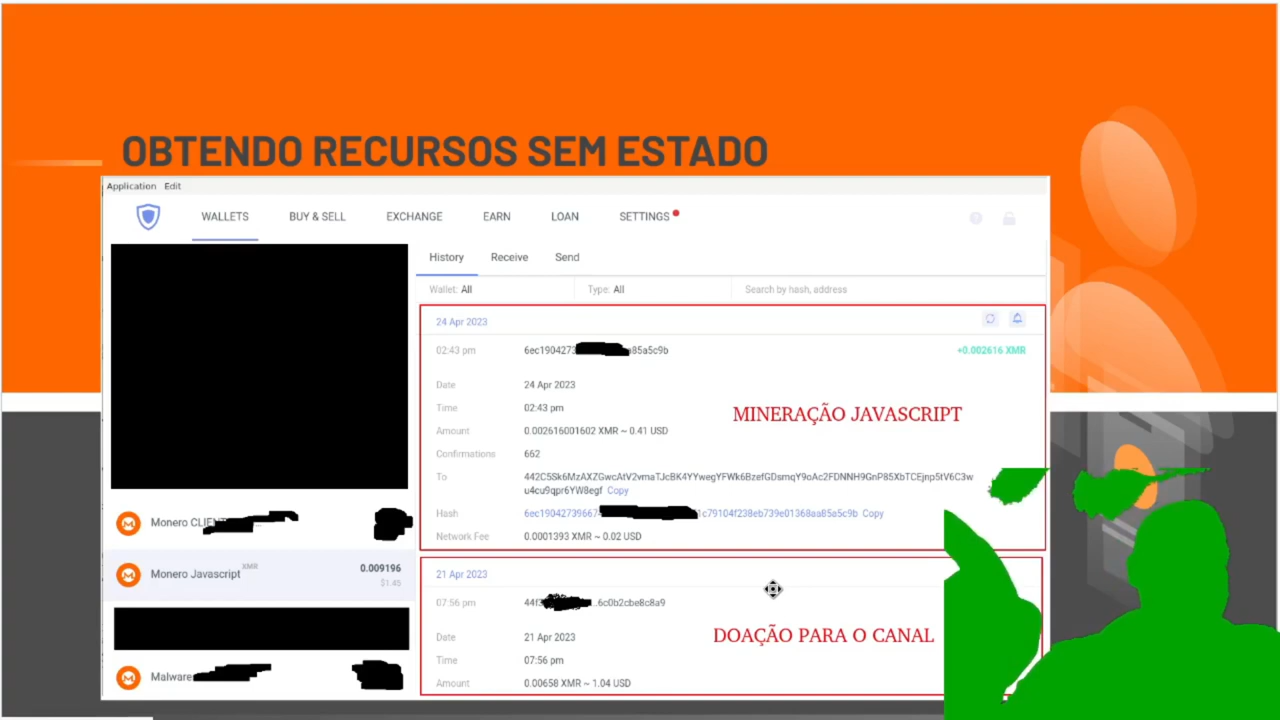 OBTENDO RECURSOS SEM ESTADO
Application Edit
WALLETS BUY & SELL EXCHANGE EARN LOAN SETTINGS
History Receive Send
Wallet: All Type: All Search by hash, address
24 Apr 2023
02:43 pm 6ec1904273 a85a5c9b +0.002616 XMR
Date 24 Apr 2023
Time 02:43 pm
MINERAÇÃO JAVASCRIPT
Amount 0.002616001602 XMR ~ 0.41 USD
Confirmations 662
To 442C5Sk6MzAXZGwcAtV2vmaTJcBK4YYwegYFWk6BzefGDsmqY9oAc2FDNNH9GnP85XbTCEjnp5tV6C3w
u4cu9qpr6YW8egf Copy
Hash 6ec19042739667 1c79104f238eb739e01368aa85a5c9b Copy
Network Fee 0.0001393 XMR ~ 0.02 USD
Monero
Monero Javascript XMR 0.009196
$1.45
Malware
21 Apr 2023
07:56 pm ..6c0b2cbe8c8a9
Date 21 Apr 2023
DOAÇÃO PARA O CANAL
Time 07:56 pm
Amount 0.00658 XMR ~ 1.04 USD